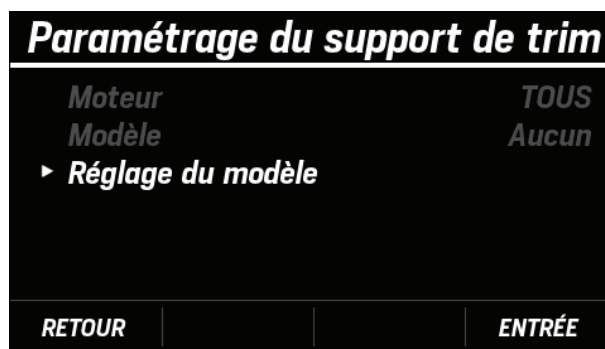 Paramétrage du support de trim
Moteur TOUS
Modèle Aucun
▶ Réglage du modèle
RETOUR ENTRÉE